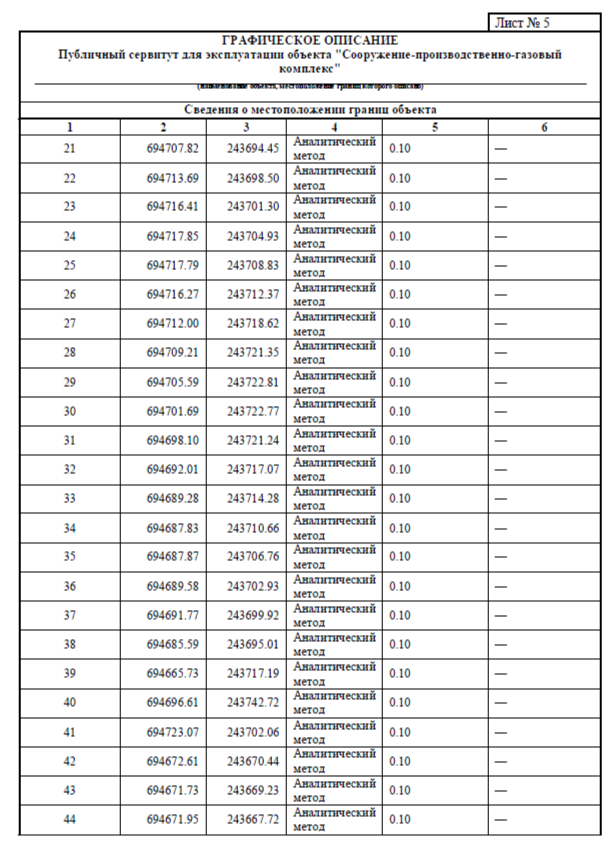 Лист № 5
ГРАФИЧЕСКОЕ ОПИСАНИЕ
Публичный сервитут для эксплуатации объекта "Сооружение-производственно-газовый
комплекс"
(наименование объекта, местоположение границ которого описано)
Сведения о местоположении границ объекта
1 2 3 4 5 6
21 694707.82 243694.45 Аналитический метод 0.10 —
22 694713.69 243698.50 Аналитический метод 0.10 —
23 694716.41 243701.30 Аналитический метод 0.10 —
24 694717.85 243704.93 Аналитический метод 0.10 —
25 694717.79 243708.83 Аналитический метод 0.10 —
26 694716.27 243712.37 Аналитический метод 0.10 —
27 694712.00 243718.62 Аналитический метод 0.10 —
28 694709.21 243721.35 Аналитический метод 0.10 —
29 694705.59 243722.81 Аналитический метод 0.10 —
30 694701.69 243722.77 Аналитический метод 0.10 —
31 694698.10 243721.24 Аналитический метод 0.10 —
32 694692.01 243717.07 Аналитический метод 0.10 —
33 694689.28 243714.28 Аналитический метод 0.10 —
34 694687.83 243710.66 Аналитический метод 0.10 —
35 694687.87 243706.76 Аналитический метод 0.10 —
36 694689.58 243702.93 Аналитический метод 0.10 —
37 694691.77 243699.92 Аналитический метод 0.10 —
38 694685.59 243695.01 Аналитический метод 0.10 —
39 694665.73 243717.19 Аналитический метод 0.10 —
40 694696.61 243742.72 Аналитический метод 0.10 —
41 694723.07 243702.06 Аналитический метод 0.10 —
42 694672.61 243670.44 Аналитический метод 0.10 —
43 694671.73 243669.23 Аналитический метод 0.10 —
44 694671.95 243667.72 Аналитический метод 0.10 —